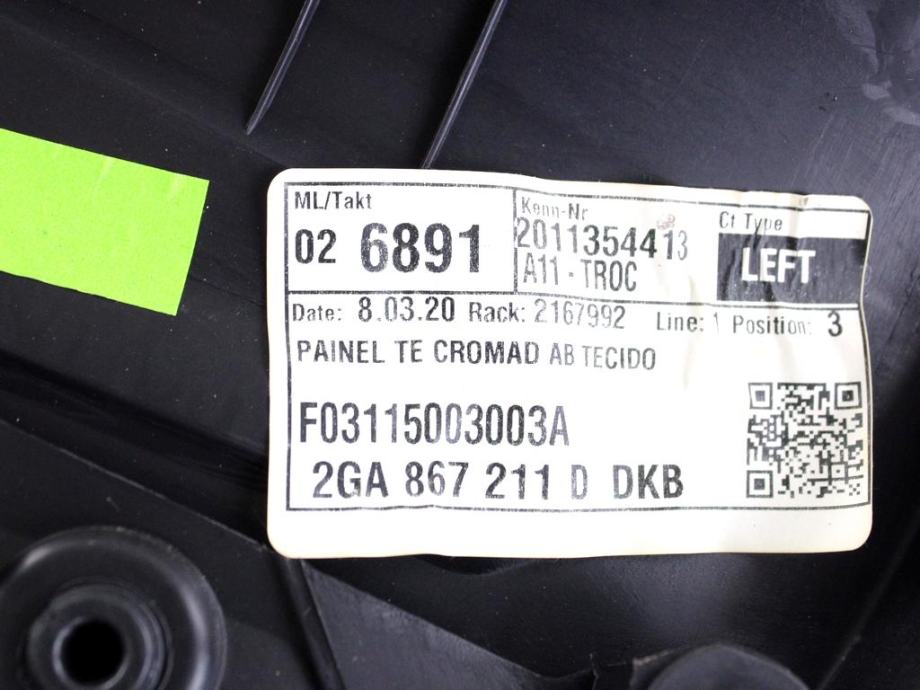 ML/Takt
02 6891
Kenn-Nr
2011354413
A11 - TROC
Ct Type
LEFT
Date: 8.03.20 Rack: 2167992 Line: 1 Position: 3
PAINEL TE CROMAD AB TECIDO
F03115003003A
2GA 867 211 D DKB